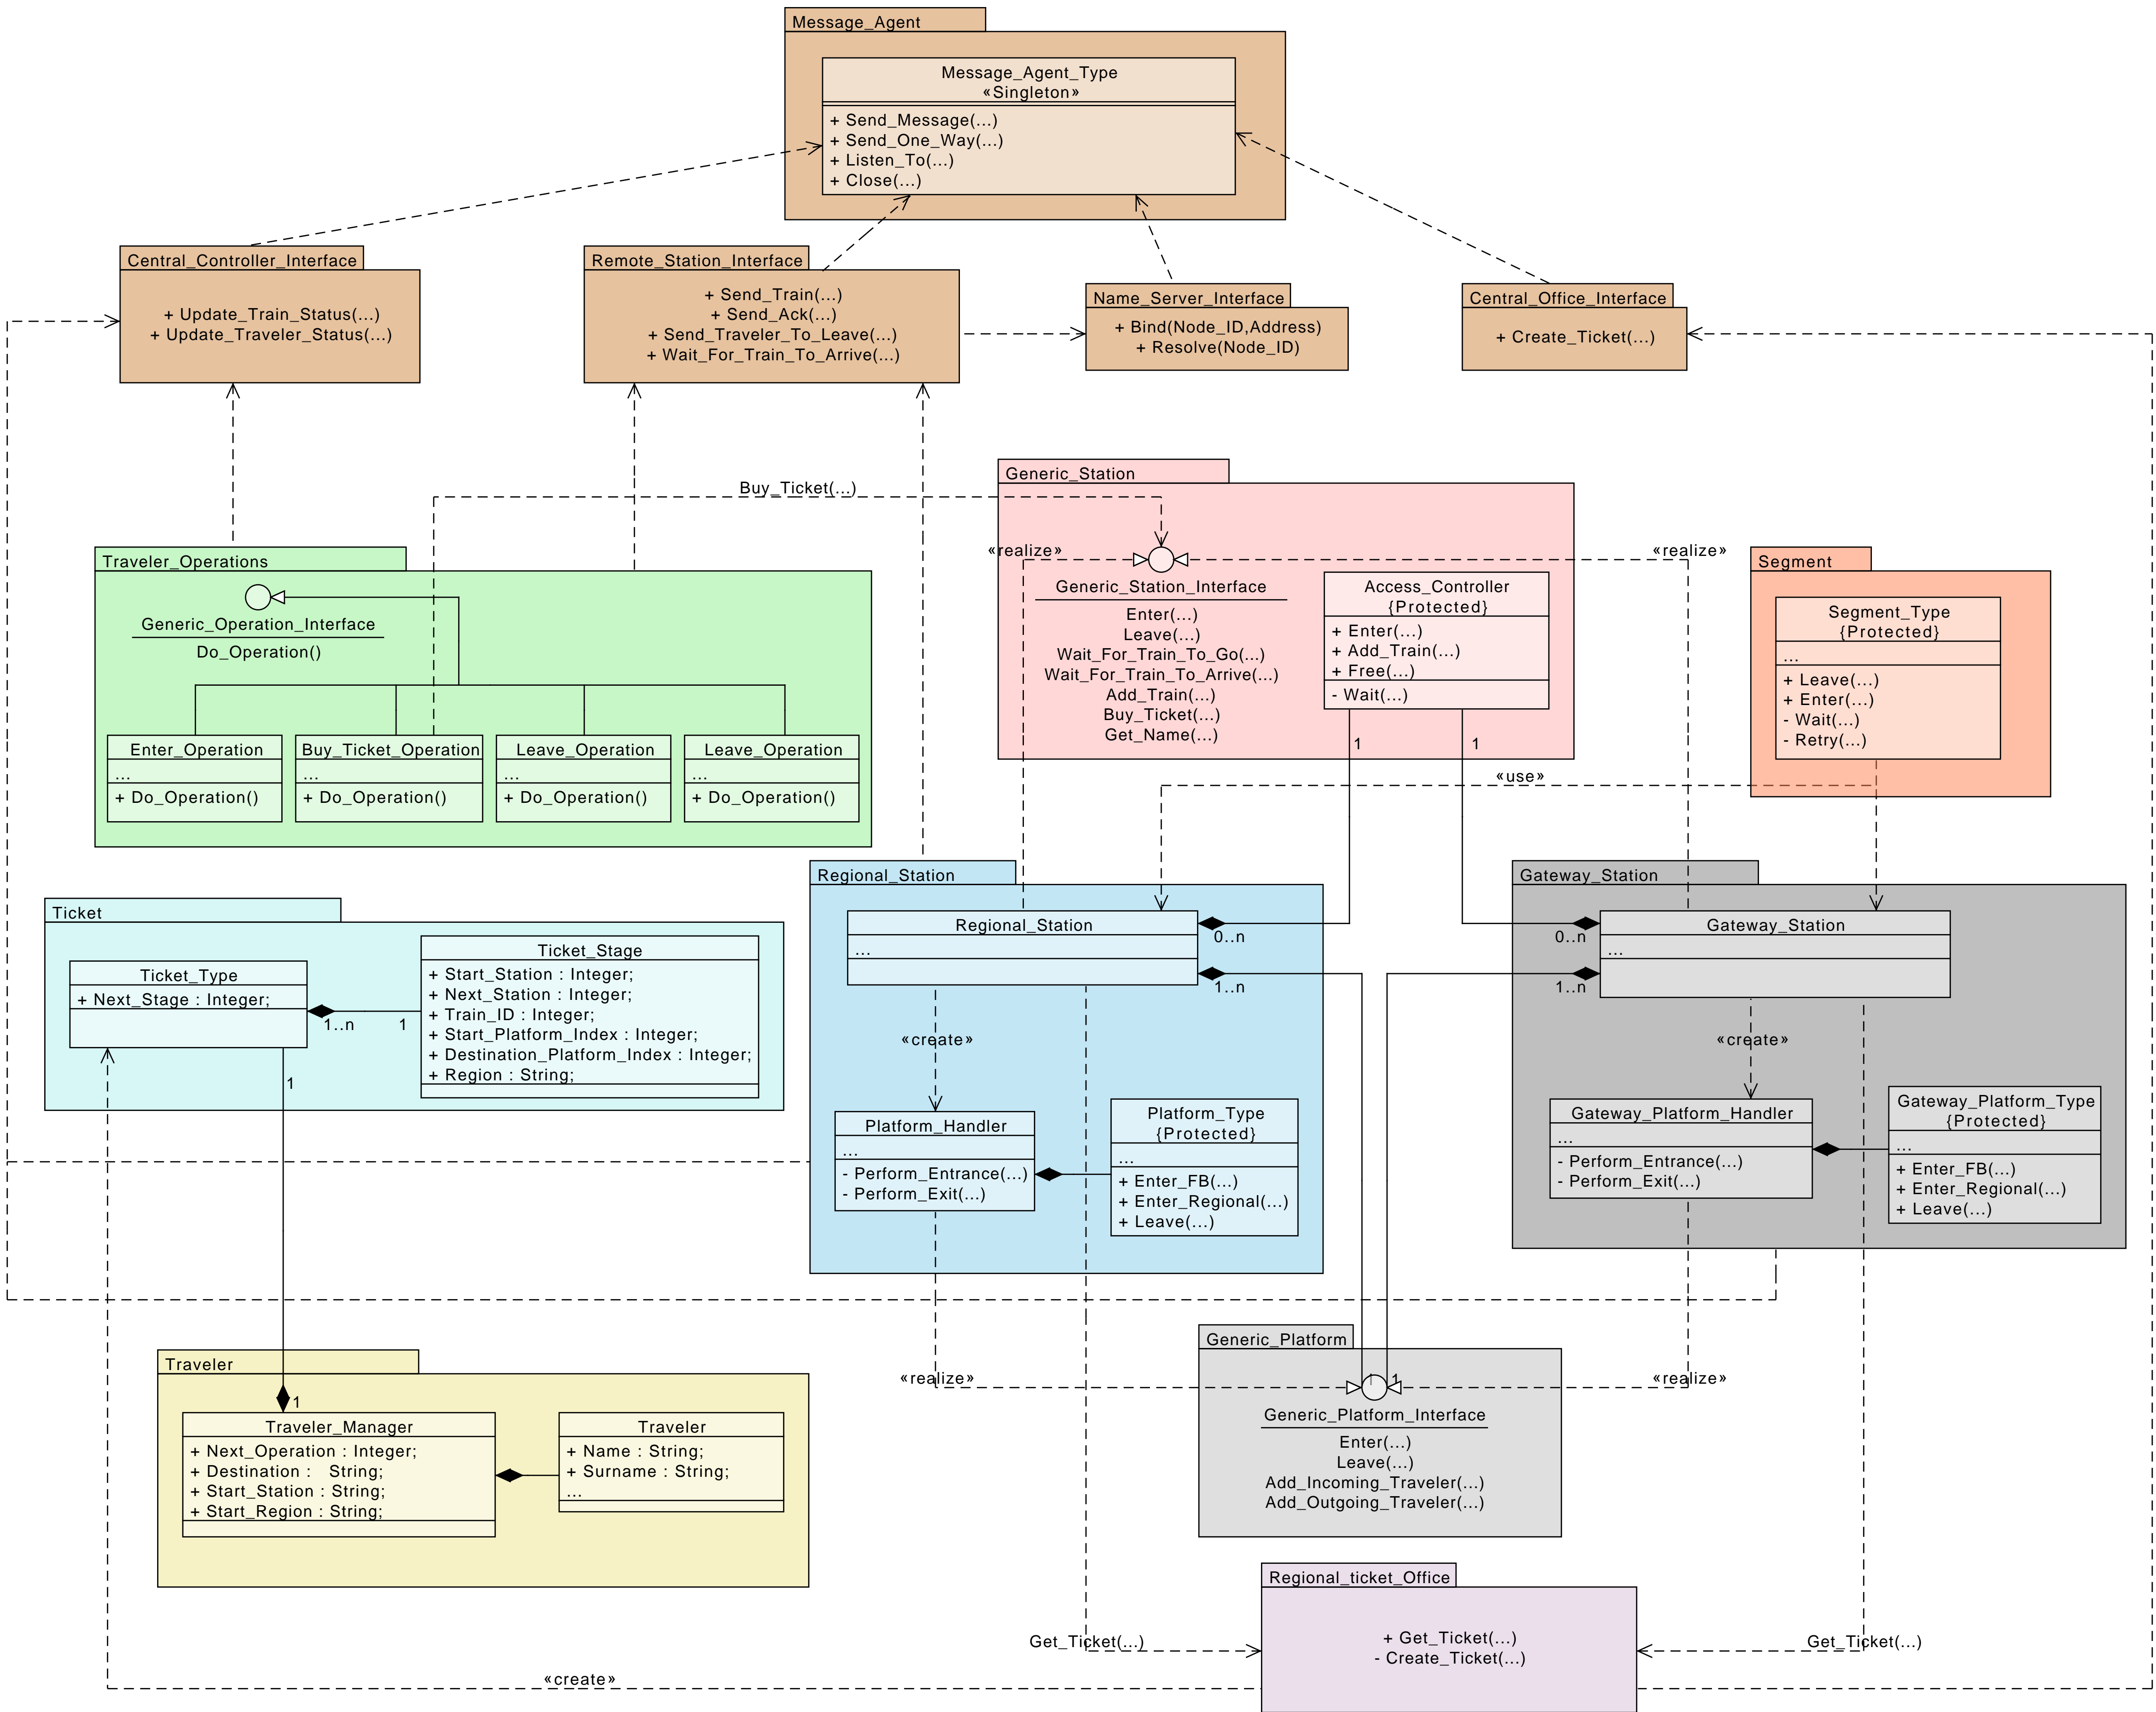 Message_Agent
Message_Agent_Type
«Singleton»
+ Send_Message(...)
+ Send_One_Way(...)
+ Listen_To(...)
+ Close(...)
Central_Controller_Interface
+ Update_Train_Status(...)
+ Update_Traveler_Status(...)
Remote_Station_Interface
+ Send_Train(...)
+ Send_Ack(...)
+ Send_Traveler_To_Leave(...)
+ Wait_For_Train_To_Arrive(...)
Name_Server_Interface
+ Bind(Node_ID,Address)
+ Resolve(Node_ID)
Central_Office_Interface
+ Create_Ticket(...)
Buy_Ticket(...)
Generic_Station
«realize»
«realize»
Generic_Station_Interface
Enter(...)
Leave(...)
Wait_For_Train_To_Go(...)
Wait_For_Train_To_Arrive(...)
Add_Train(...)
Buy_Ticket(...)
Get_Name(...)
Access_Controller
{Protected}
+ Enter(...)
+ Add_Train(...)
+ Free(...)
- Wait(...)
1
1
Segment
Segment_Type
{Protected}
...
+ Leave(...)
+ Enter(...)
- Wait(...)
- Retry(...)
«use»
Traveler_Operations
Generic_Operation_Interface
Do_Operation()
Enter_Operation
...
+ Do_Operation()
Buy_Ticket_Operation
...
+ Do_Operation()
Leave_Operation
...
+ Do_Operation()
Leave_Operation
...
+ Do_Operation()
Ticket
Ticket_Type
+ Next_Stage : Integer;
1..n
1
Ticket_Stage
+ Start_Station : Integer;
+ Next_Station : Integer;
+ Train_ID : Integer;
+ Start_Platform_Index : Integer;
+ Destination_Platform_Index : Integer;
+ Region : String;
1
Regional_Station
Regional_Station
...
0..n
1..n
«create»
Platform_Handler
...
- Perform_Entrance(...)
- Perform_Exit(...)
Platform_Type
{Protected}
...
+ Enter_FB(...)
+ Enter_Regional(...)
+ Leave(...)
Gateway_Station
Gateway_Station
...
0..n
1..n
«create»
Gateway_Platform_Handler
...
- Perform_Entrance(...)
- Perform_Exit(...)
Gateway_Platform_Type
{Protected}
...
+ Enter_FB(...)
+ Enter_Regional(...)
+ Leave(...)
Traveler
1
Traveler_Manager
+ Next_Operation : Integer;
+ Destination :   String;
+ Start_Station : String;
+ Start_Region : String;
Traveler
+ Name : String;
+ Surname : String;
...
Generic_Platform
«realize»
1
1
«realize»
Generic_Platform_Interface
Enter(...)
Leave(...)
Add_Incoming_Traveler(...)
Add_Outgoing_Traveler(...)
Regional_ticket_Office
+ Get_Ticket(...)
- Create_Ticket(...)
Get_Ticket(...)
Get_Ticket(...)
«create»